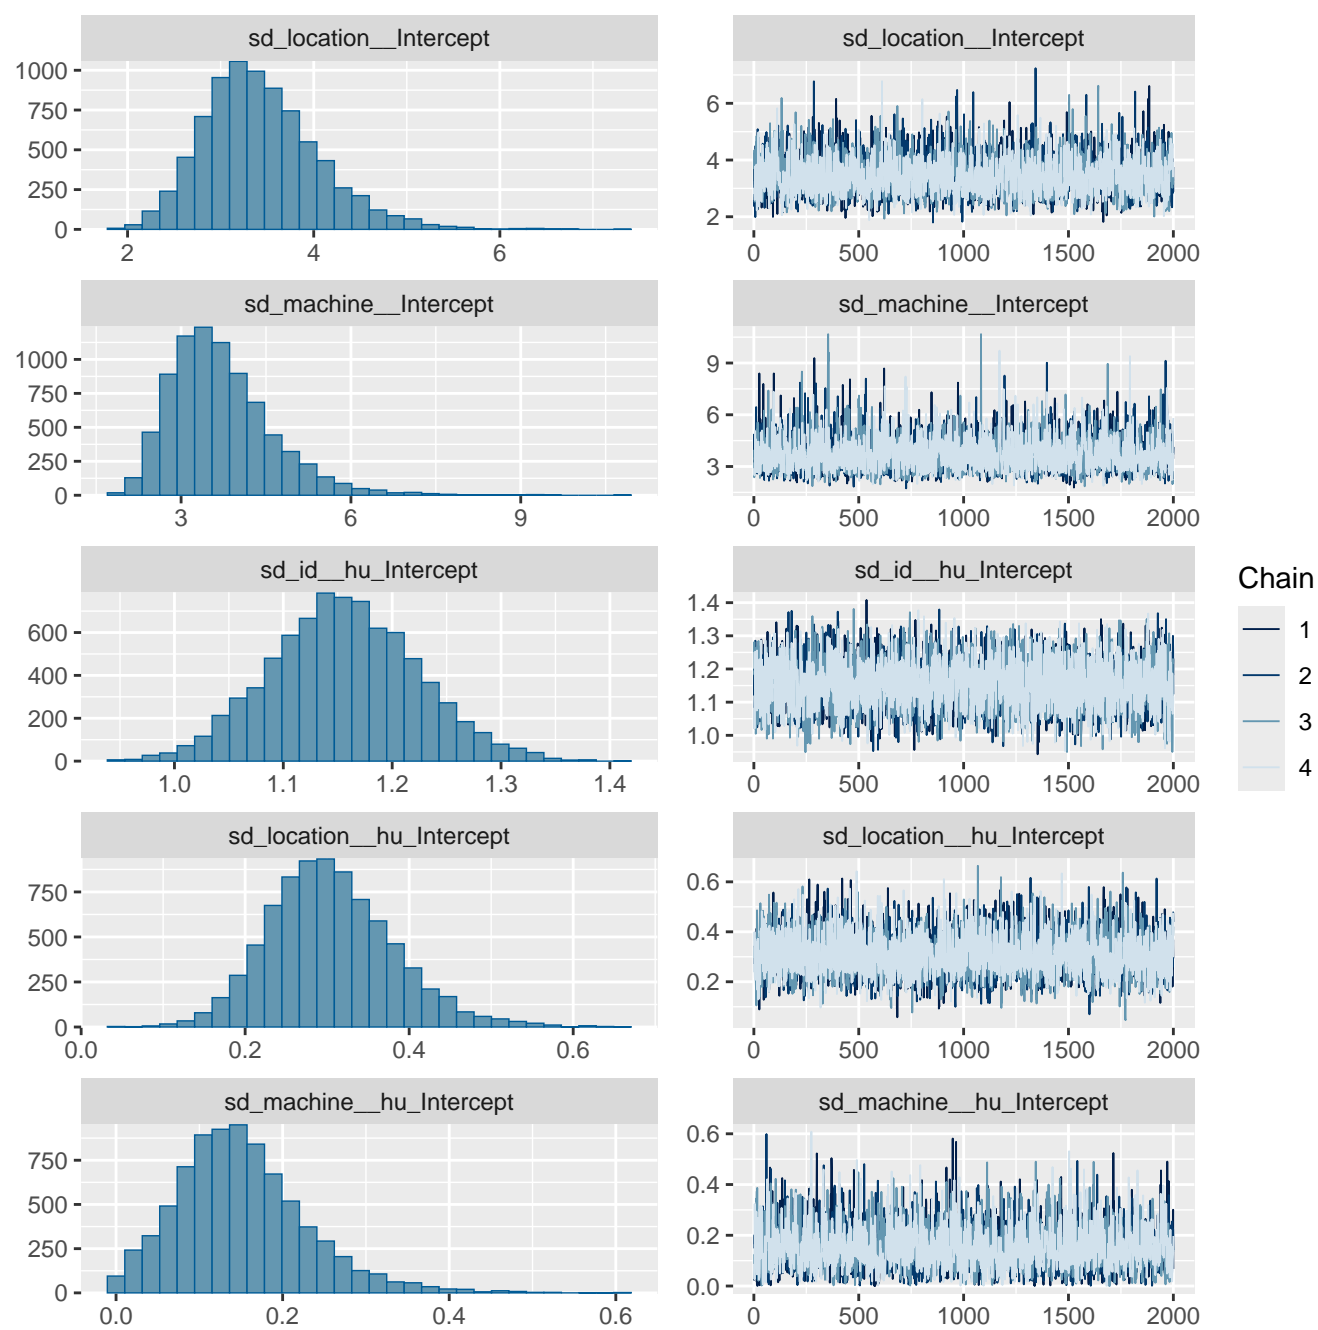 sd_location__Intercept
1000
750
500
250
0
2 4 6
sd_location__Intercept
6
4
2
0 500 1000 1500 2000
sd_machine__Intercept
1000
750
500
250
0
3 6 9
sd_machine__Intercept
9
6
3
0 500 1000 1500 2000
sd_id__hu_Intercept
600
400
200
0
1.0 1.1 1.2 1.3 1.4
sd_id__hu_Intercept
1.4
1.3
1.2
1.1
1.0
0 500 1000 1500 2000
Chain
1
2
3
4
sd_location__hu_Intercept
750
500
250
0
0.0 0.2 0.4 0.6
sd_location__hu_Intercept
0.6
0.4
0.2
0 500 1000 1500 2000
sd_machine__hu_Intercept
750
500
250
0
0.0 0.2 0.4 0.6
sd_machine__hu_Intercept
0.6
0.4
0.2
0.0
0 500 1000 1500 2000